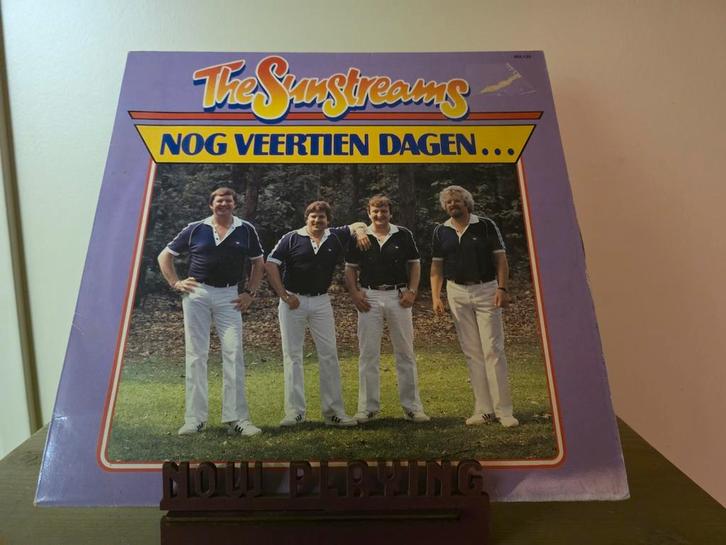 The Sunstreams
NOG VEERTIEN DAGEN...
NOW PLAYING